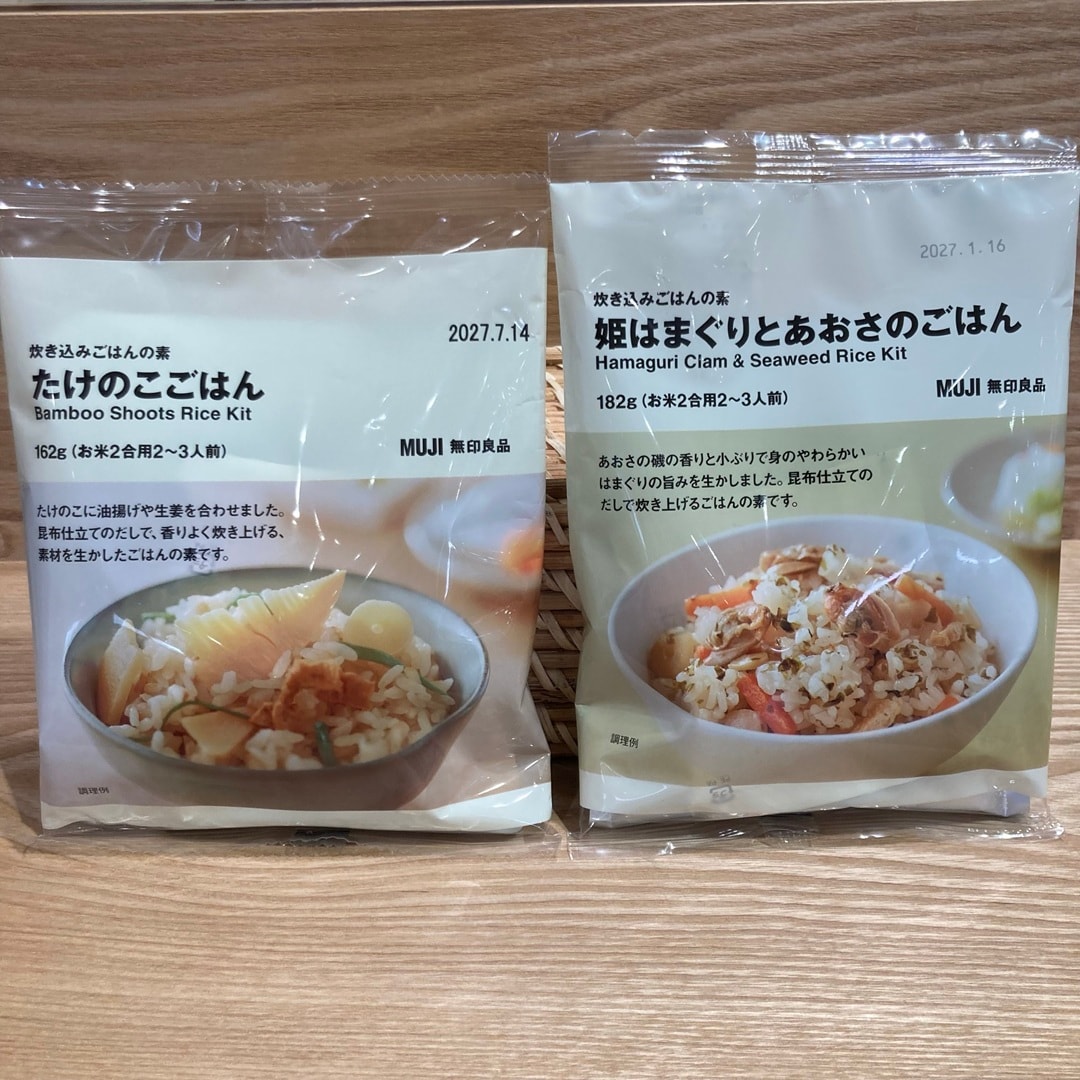 2027.7.14
炊き込みごはんの素
たけのこごはん
Bamboo Shoots Rice Kit
162g（お米2合用2〜3人前）
MUJI 無印良品
たけのこに油揚げや生姜を合わせました。
昆布仕立てのだしで、香りよく炊き上げる、
素材を生かしたごはんの素です。
調理例
2027.1.16
炊き込みごはんの素
姫はまぐりとあおさのごはん
Hamaguri Clam & Seaweed Rice Kit
182g（お米2合用2〜3人前）
MUJI 無印良品
あおさの磯の香りと小ぶりで身のやわらかい
はまぐりの旨みを生かしました。昆布仕立ての
だしで炊き上げるごはんの素です。
調理例